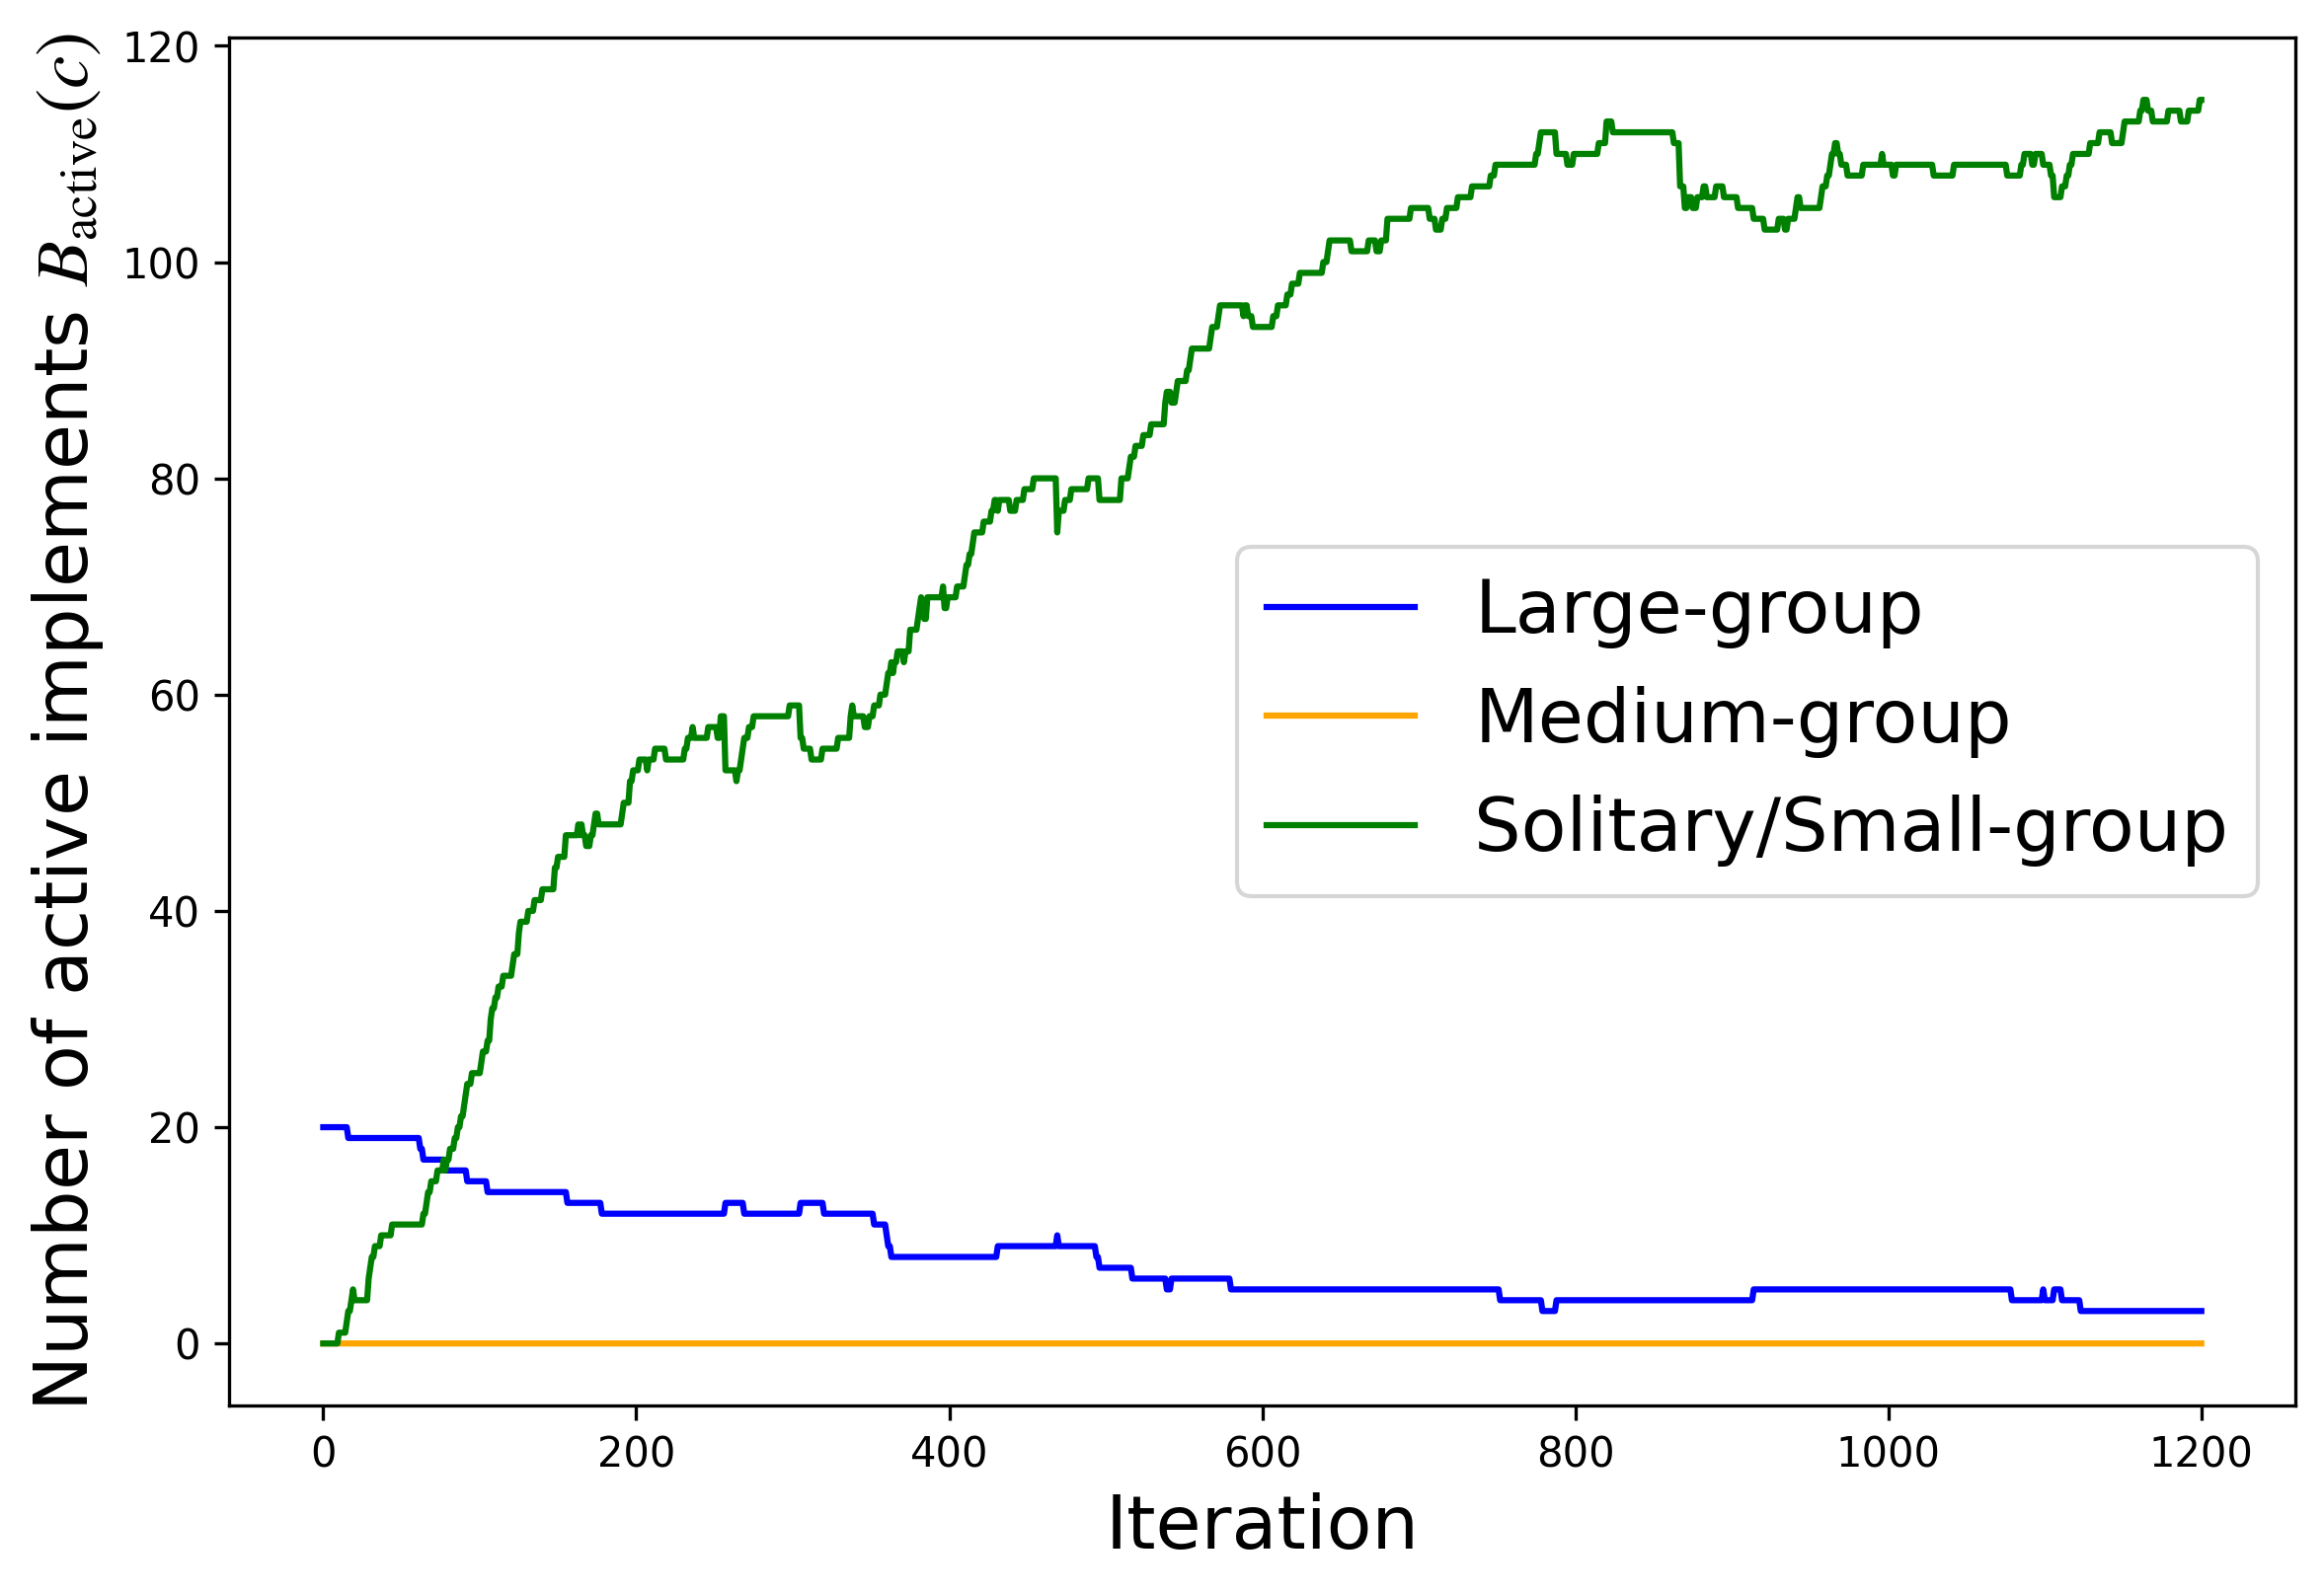 Number of active implements B_active(c)
120
100
80
60
40
20
0
Large-group
Medium-group
Solitary/Small-group
0 200 400 600 800 1000 1200
Iteration